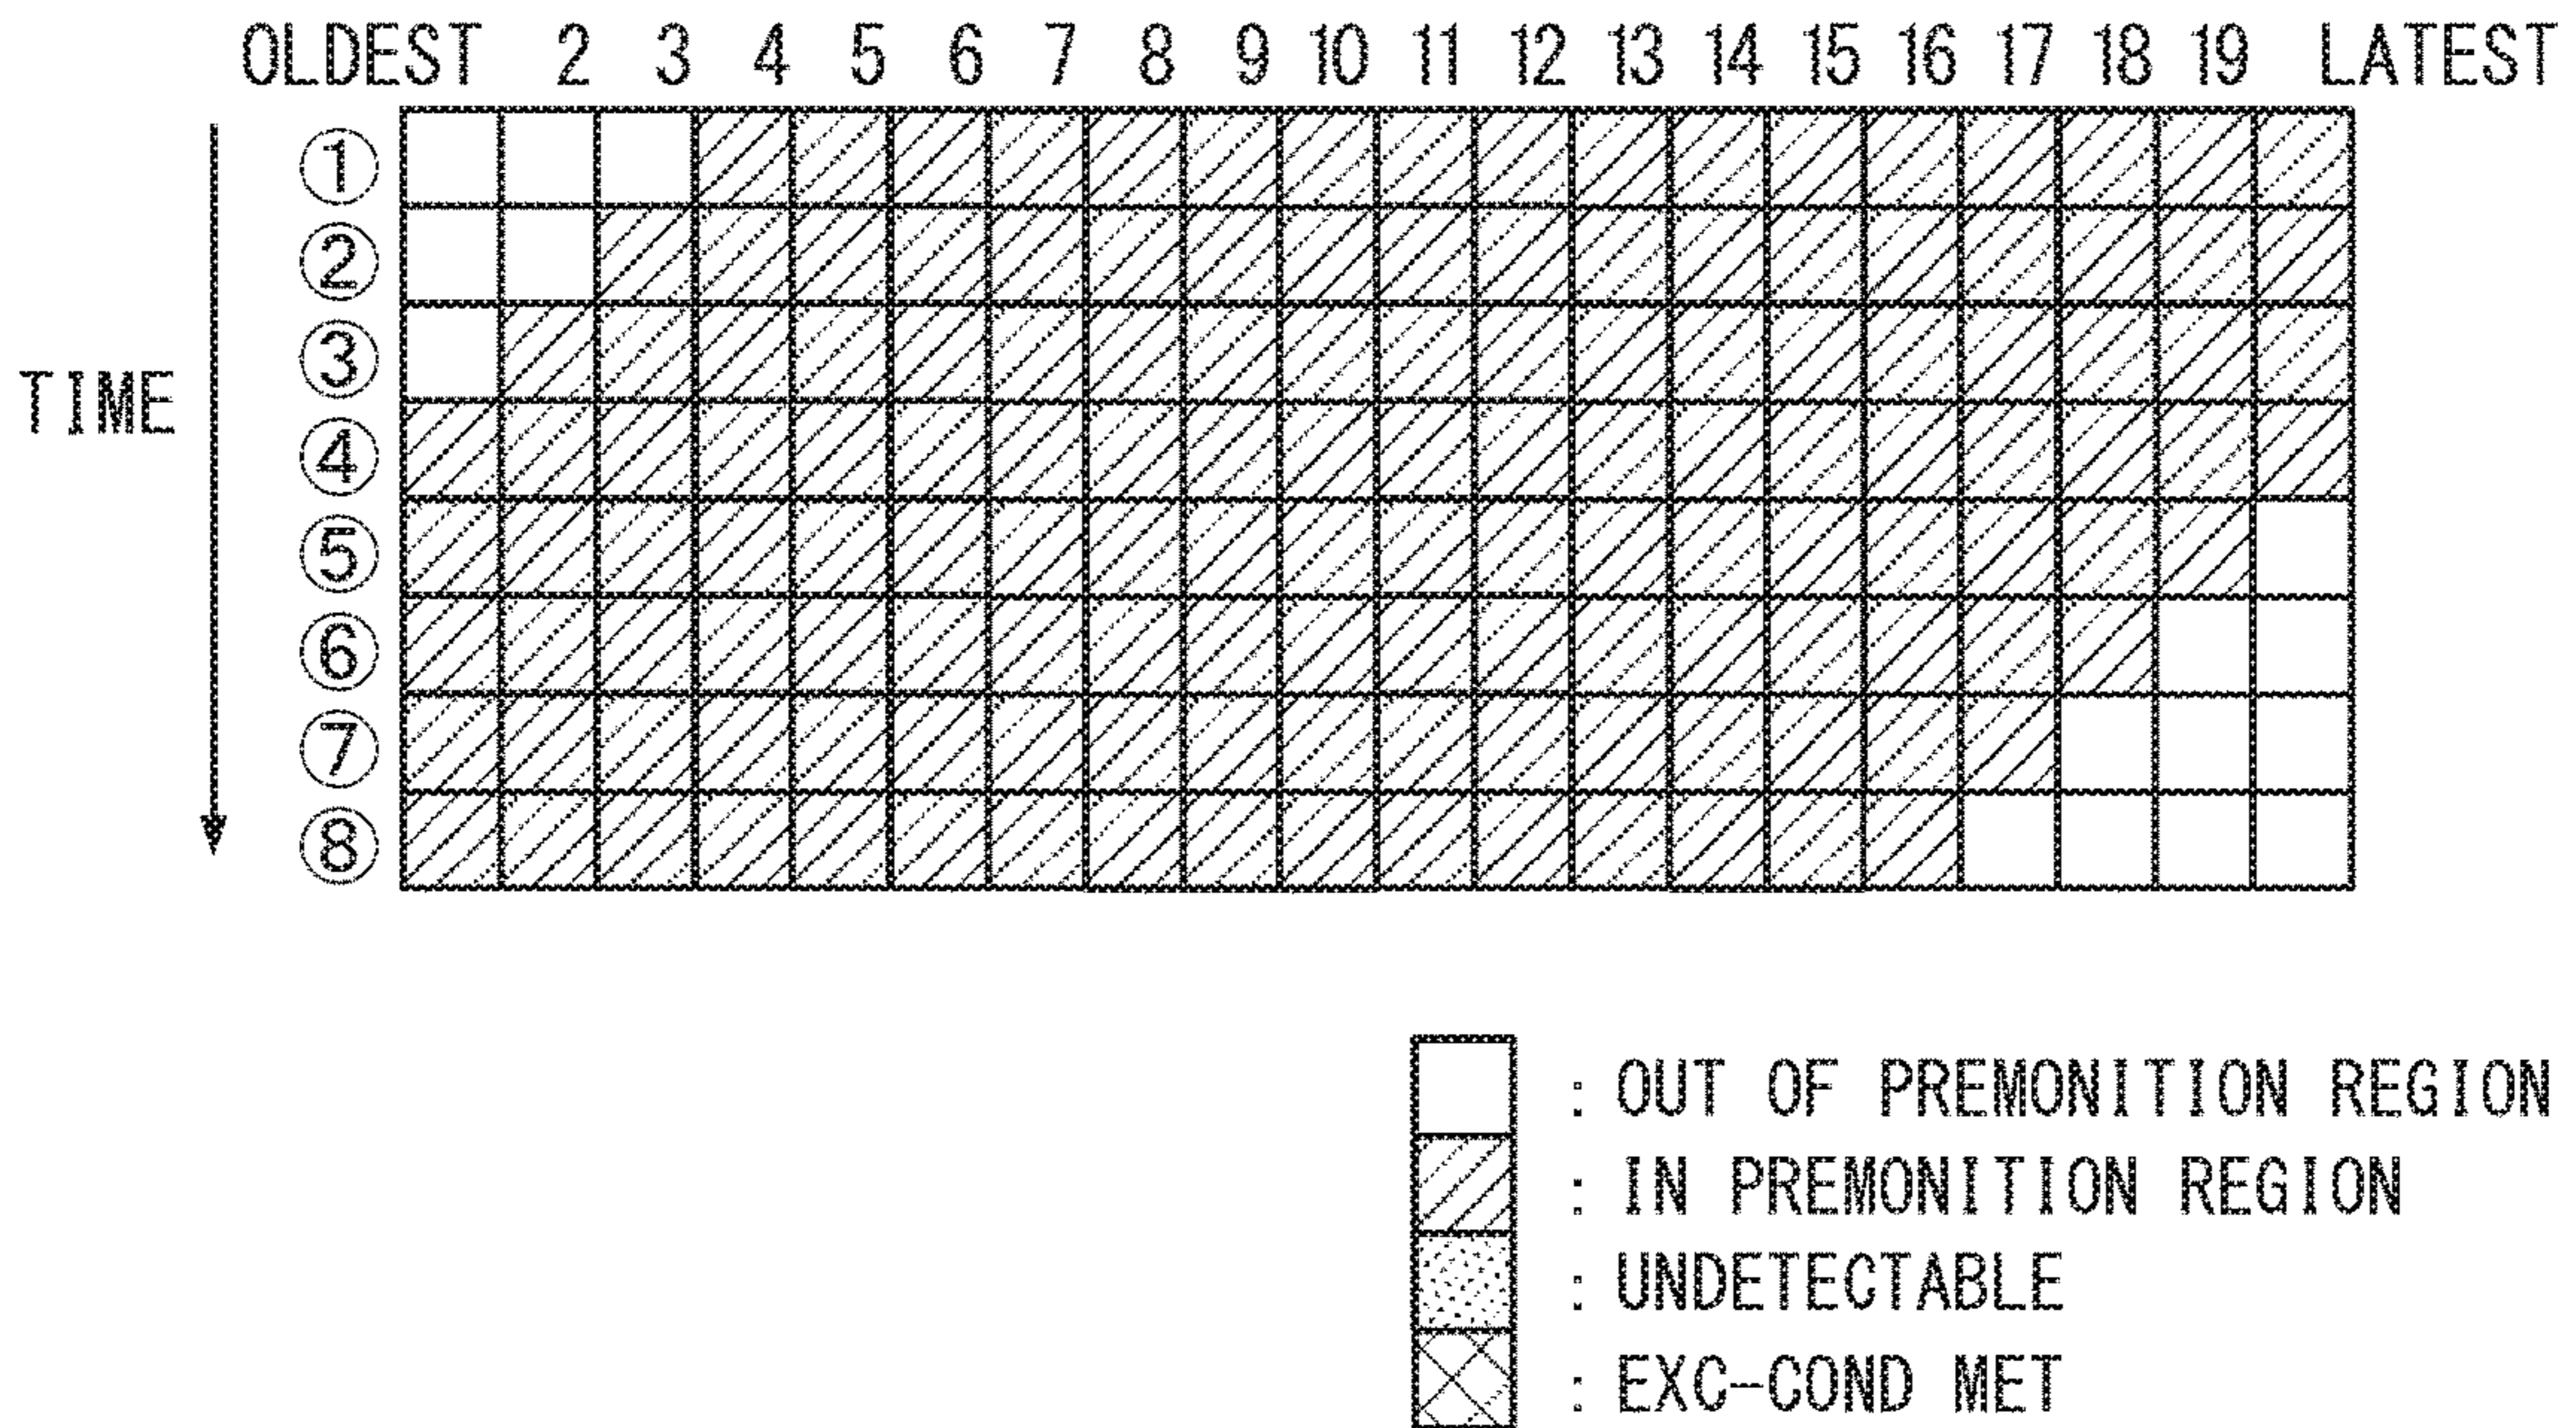 OLDEST 2 3 4 5 6 7 8 9 10 11 12 13 14 15 16 17 18 19 LATEST
①
②
③
TIME
④
⑤
⑥
⑦
⑧
: OUT OF PREMONITION REGION
: IN PREMONITION REGION
: UNDETECTABLE
: EXC-COND MET